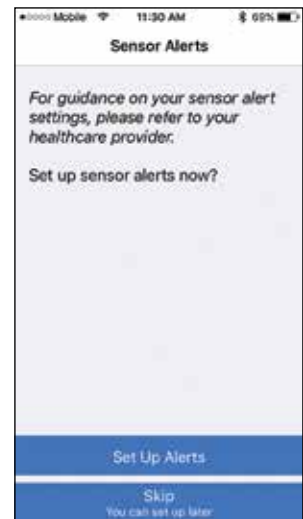 Mobile 11:30 AM 69%
Sensor Alerts
For guidance on your sensor alert
settings, please refer to your
healthcare provider.
Set up sensor alerts now?
Set Up Alerts
Skip
You can set up later